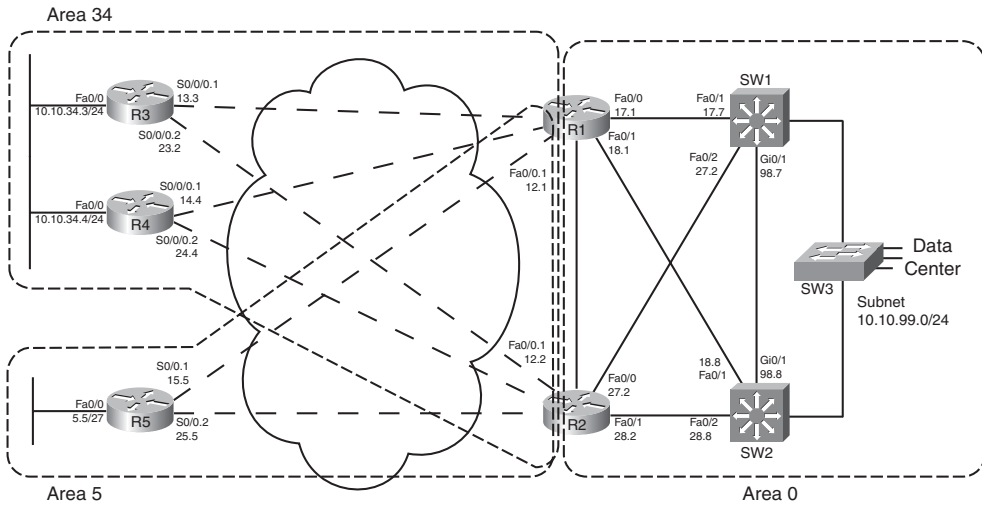 Area 34
Fa0/0
10.10.34.3/24
R3
S0/0/0.1
13.3
S0/0/0.2
23.2
Fa0/0
10.10.34.4/24
R4
S0/0/0.1
14.4
S0/0/0.2
24.4
Fa0/0
5.5/27
R5
S0/0.1
15.5
S0/0.2
25.5
Area 5
R1
Fa0/0
17.1
Fa0/1
18.1
Fa0/0.1
12.1
Fa0/0.1
12.2
R2
Fa0/0
27.2
Fa0/1
28.2
SW1
Fa0/1
17.7
Fa0/2
27.2
Gi0/1
98.7
18.8
Fa0/1
Gi0/1
98.8
Fa0/2
28.8
SW2
SW3
Data
Center
Subnet
10.10.99.0/24
Area 0